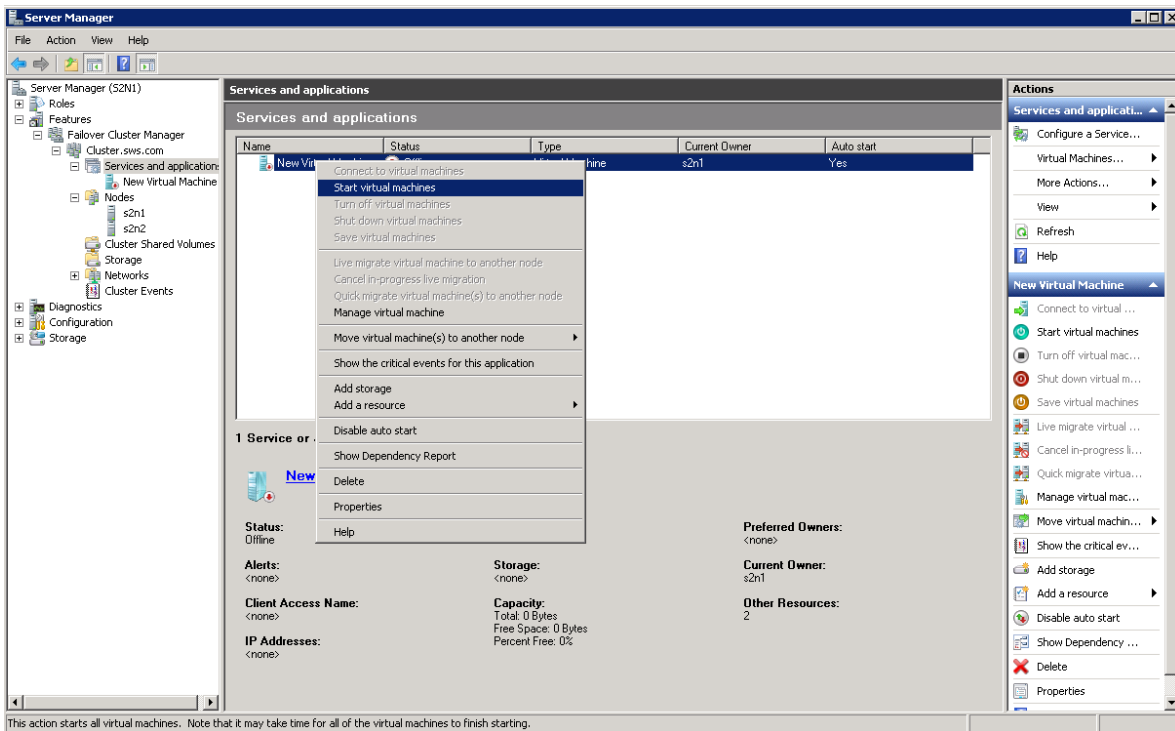 Server Manager
File Action View Help
Server Manager (S2N1)
Roles
Features
Failover Cluster Manager
Cluster.sws.com
Services and application
New Virtual Machine
Nodes
s2n1
s2n2
Cluster Shared Volumes
Storage
Networks
Cluster Events
Diagnostics
Configuration
Storage
Services and applications
Services and applications
Name Status Type Current Owner Auto start
New Virtual Machine s2n1 Yes
Connect to virtual machines
Start virtual machines
Turn off virtual machines
Shut down virtual machines
Save virtual machines
Live migrate virtual machine to another node
Cancel in-progress live migration
Quick migrate virtual machine(s) to another node
Manage virtual machine
Move virtual machine(s) to another node
Show the critical events for this application
Add storage
Add a resource
Disable auto start
Show Dependency Report
Delete
Properties
Help
1 Service or
New
Status:
Offline
Alerts:
<none>
Client Access Name:
<none>
IP Addresses:
<none>
Storage:
<none>
Capacity:
Total: 0 Bytes
Free Space: 0 Bytes
Percent Free: 0%
Preferred Owners:
<none>
Current Owner:
s2n1
Other Resources:
2
Actions
Services and applicati...
Configure a Service...
Virtual Machines...
More Actions...
View
Refresh
Help
New Virtual Machine
Connect to virtual ...
Start virtual machines
Turn off virtual mac...
Shut down virtual m...
Save virtual machines
Live migrate virtual ...
Cancel in-progress li...
Quick migrate virtua...
Manage virtual mac...
Move virtual machin...
Show the critical ev...
Add storage
Add a resource
Disable auto start
Show Dependency ...
Delete
Properties
This action starts all virtual machines. Note that it may take time for all of the virtual machines to finish starting.